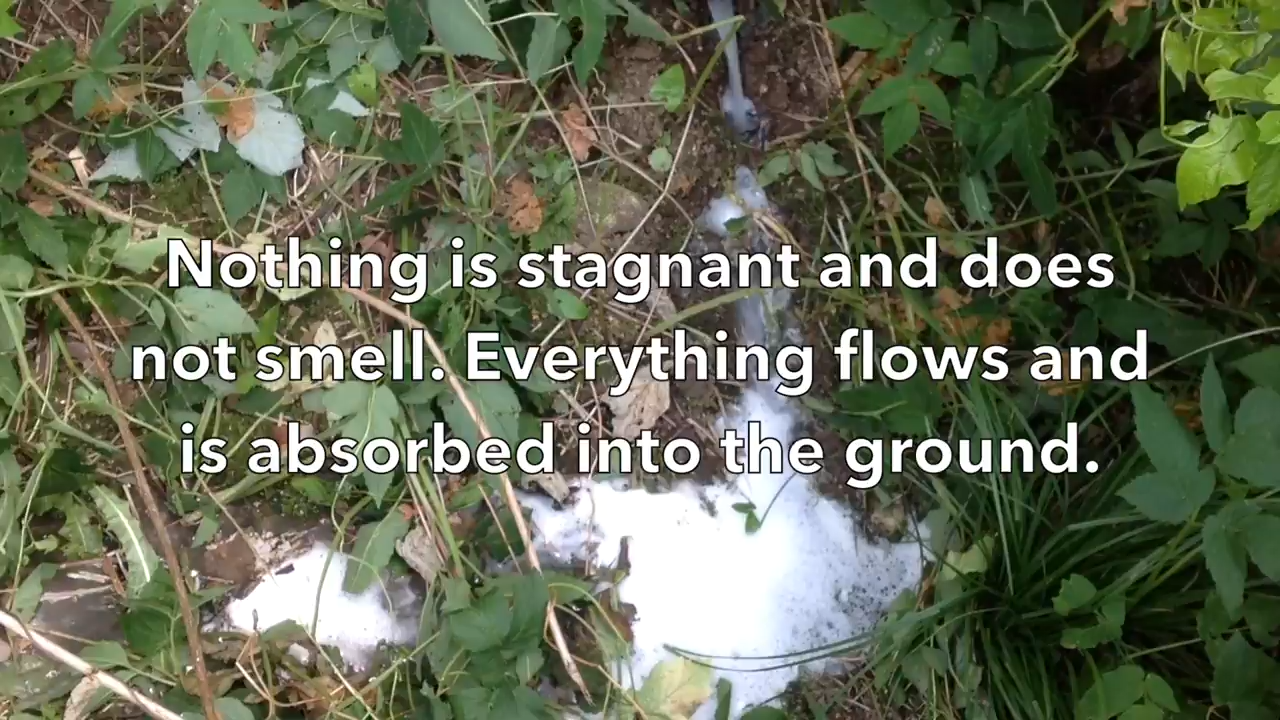 Nothing is stagnant and does
not smell. Everything flows and
is absorbed into the ground.